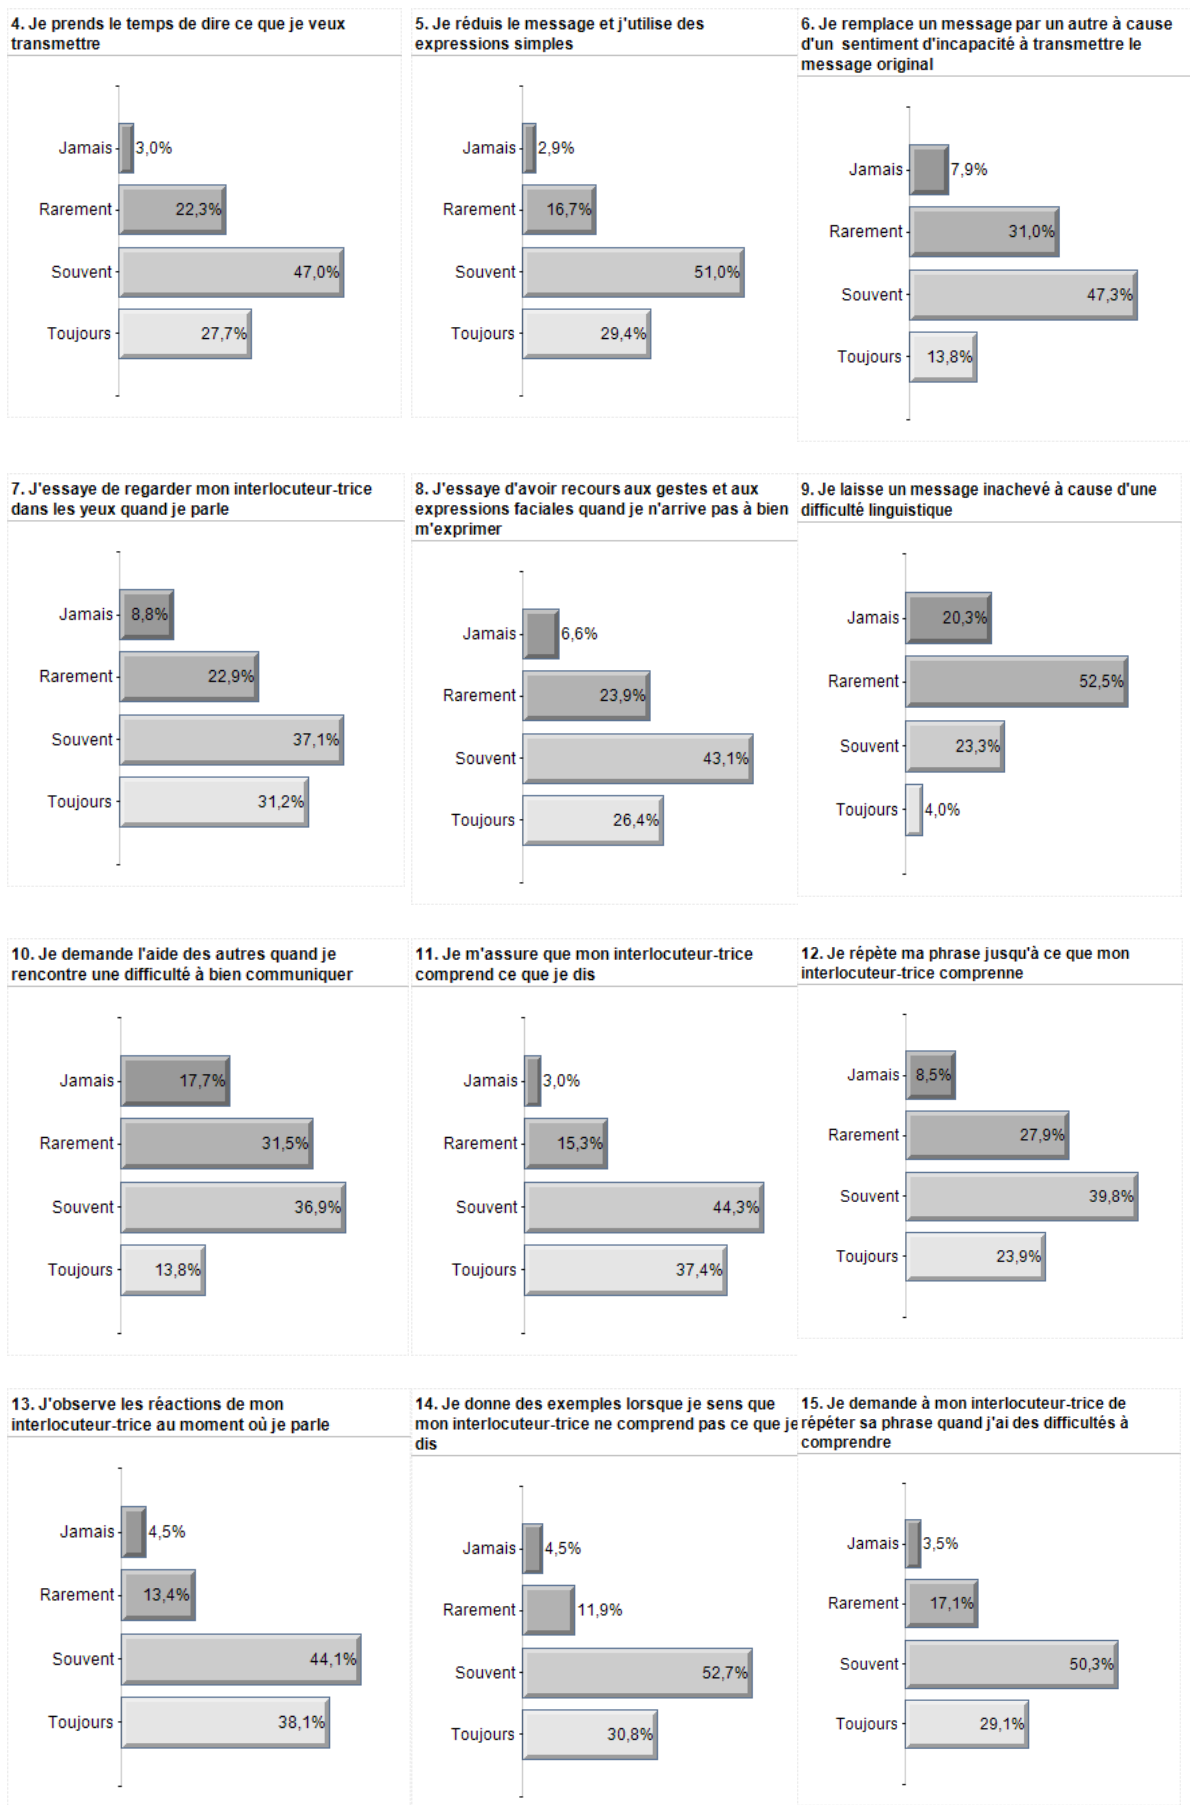 4. Je prends le temps de dire ce que je veux
transmettre
Jamais 3,0%
Rarement 22,3%
Souvent 47,0%
Toujours 27,7%
5. Je réduis le message et j'utilise des
expressions simples
Jamais 2,9%
Rarement 16,7%
Souvent 51,0%
Toujours 29,4%
6. Je remplace un message par un autre à cause
d'un sentiment d'incapacité à transmettre le
message original
Jamais 7,9%
Rarement 31,0%
Souvent 47,3%
Toujours 13,8%
7. J'essaye de regarder mon interlocuteur-trice
dans les yeux quand je parle
Jamais 8,8%
Rarement 22,9%
Souvent 37,1%
Toujours 31,2%
8. J'essaye d'avoir recours aux gestes et aux
expressions faciales quand je n'arrive pas à bien
m'exprimer
Jamais 6,6%
Rarement 23,9%
Souvent 43,1%
Toujours 26,4%
9. Je laisse un message inachevé à cause d'une
difficulté linguistique
Jamais 20,3%
Rarement 52,5%
Souvent 23,3%
Toujours 4,0%
10. Je demande l'aide des autres quand je
rencontre une difficulté à bien communiquer
Jamais 17,7%
Rarement 31,5%
Souvent 36,9%
Toujours 13,8%
11. Je m'assure que mon interlocuteur-trice
comprend ce que je dis
Jamais 3,0%
Rarement 15,3%
Souvent 44,3%
Toujours 37,4%
12. Je répète ma phrase jusqu'à ce que mon
interlocuteur-trice comprenne
Jamais 8,5%
Rarement 27,9%
Souvent 39,8%
Toujours 23,9%
13. J'observe les réactions de mon
interlocuteur-trice au moment où je parle
Jamais 4,5%
Rarement 13,4%
Souvent 44,1%
Toujours 38,1%
14. Je donne des exemples lorsque je sens que
mon interlocuteur-trice ne comprend pas ce que je
dis
Jamais 4,5%
Rarement 11,9%
Souvent 52,7%
Toujours 30,8%
15. Je demande à mon interlocuteur-trice de
répéter sa phrase quand j'ai des difficultés à
comprendre
Jamais 3,5%
Rarement 17,1%
Souvent 50,3%
Toujours 29,1%